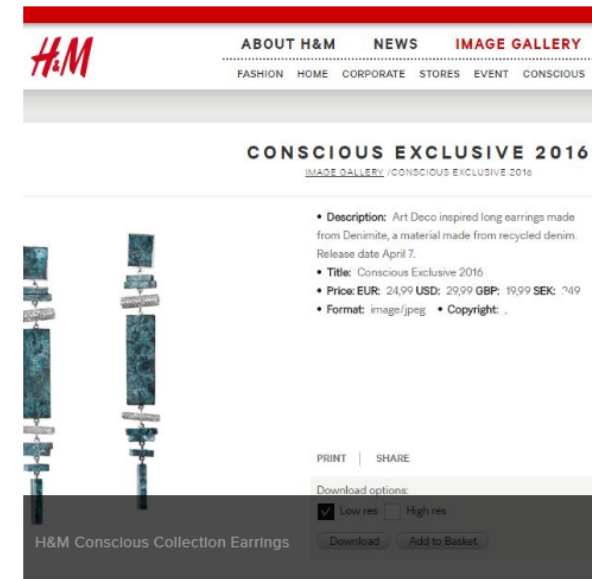 H&M
ABOUT H&M NEWS IMAGE GALLERY
FASHION HOME CORPORATE STORES EVENT CONSCIOUS
CONSCIOUS EXCLUSIVE 2016
IMAGE GALLERY /CONSCIOUS EXCLUSIVE 2016
• Description: Art Deco inspired long earrings made
from Denimite, a material made from recycled denim.
Release date April 7.
• Title: Conscious Exclusive 2016
• Price: EUR: 24,99 USD: 29,99 GBP: 19,99 SEK: 249
• Format: image/jpeg • Copyright: ,
PRINT | SHARE
Download options:
Low res High res
Download Add to Basket
H&M Conscious Collection Earrings